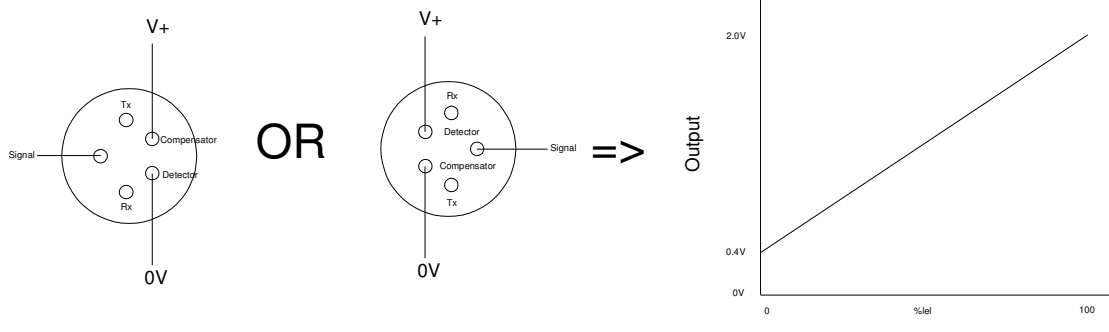 V+
Tx
Compensator
Signal
Detector
Rx
0V
OR
V+
Rx
Detector
Signal
Compensator
Tx
0V
=>
2.0V
Output
0.4V
0V
0
%lel
100